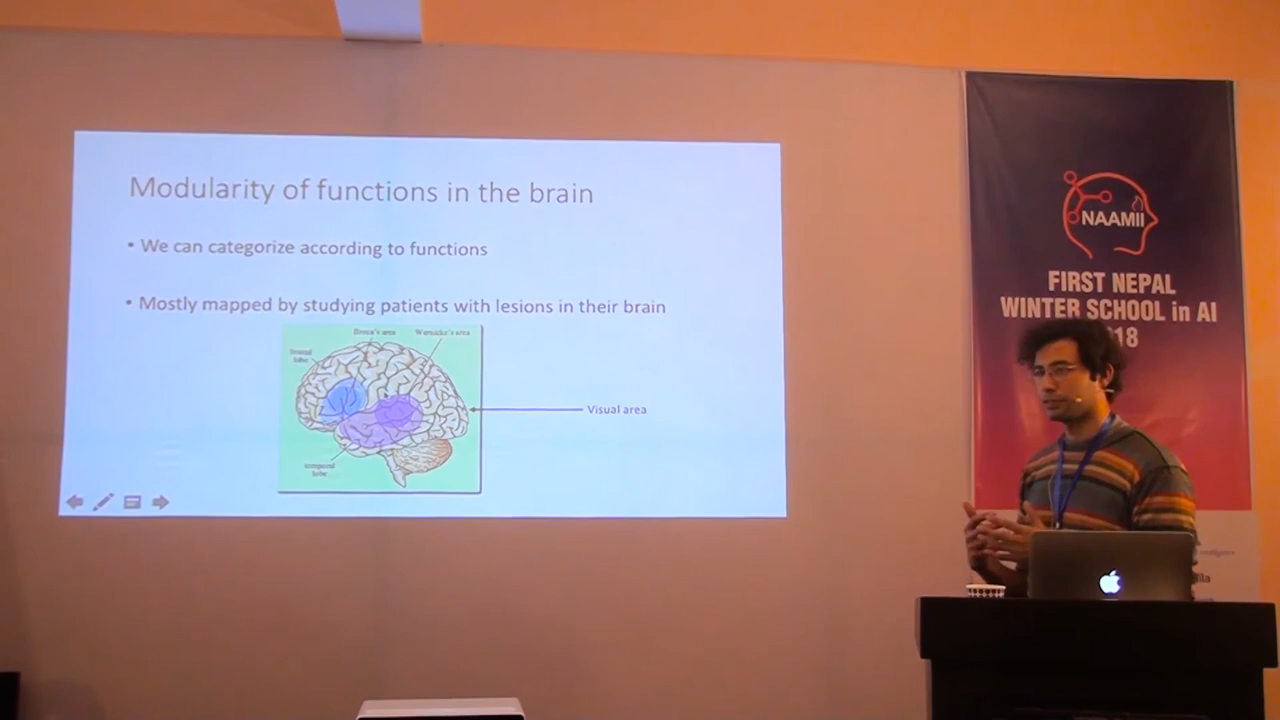 Modularity of functions in the brain
• We can categorize according to functions
• Mostly mapped by studying patients with lesions in their brain
Broca's area Wernicke's area
frontal
lobe
Visual area
temporal
lobe
NAAMII
FIRST NEPAL
WINTER SCHOOL in AI
18